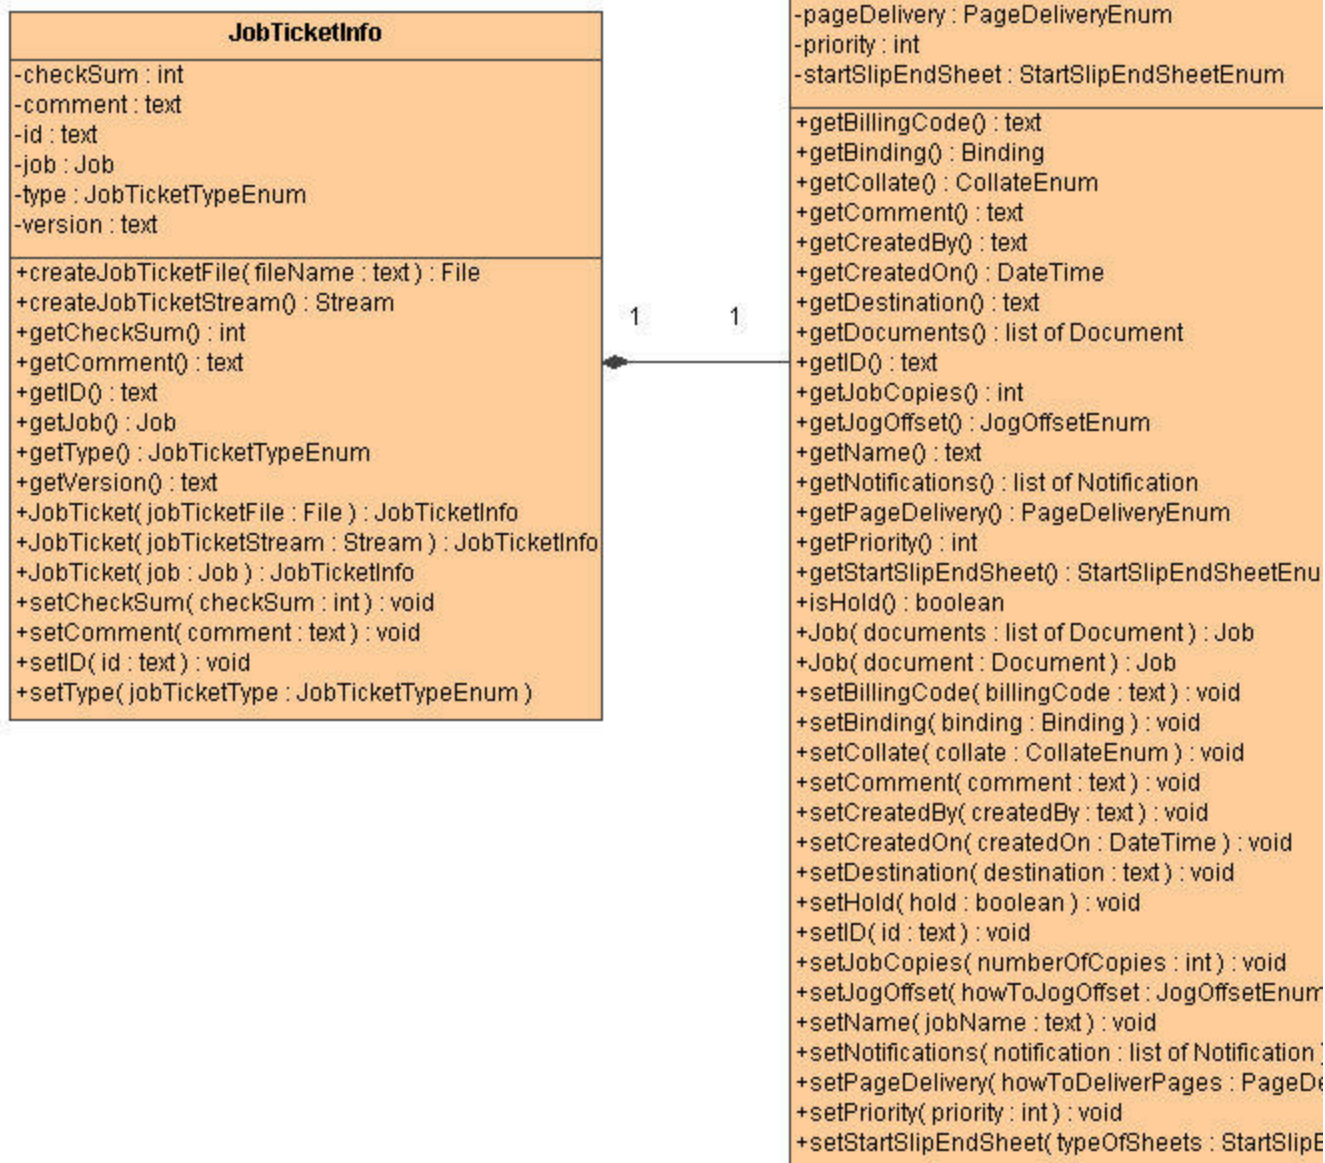 JobTicketInfo
-checkSum : int
-comment : text
-id : text
-job : Job
-type : JobTicketTypeEnum
-version : text
+createJobTicketFile( fileName : text ) : File
+createJobTicketStream() : Stream
+getCheckSum() : int
+getComment() : text
+getID() : text
+getJob() : Job
+getType() : JobTicketTypeEnum
+getVersion() : text
+JobTicket( jobTicketFile : File ) : JobTicketInfo
+JobTicket( jobTicketStream : Stream ) : JobTicketInfo
+JobTicket( job : Job ) : JobTicketInfo
+setCheckSum( checkSum : int ) : void
+setComment( comment : text ) : void
+setID( id : text ) : void
+setType( jobTicketType : JobTicketTypeEnum )
1 1
-pageDelivery : PageDeliveryEnum
-priority : int
-startSlipEndSheet : StartSlipEndSheetEnum
+getBillingCode() : text
+getBinding() : Binding
+getCollate() : CollateEnum
+getComment() : text
+getCreatedBy() : text
+getCreatedOn() : DateTime
+getDestination() : text
+getDocuments() : list of Document
+getID() : text
+getJobCopies() : int
+getJogOffset() : JogOffsetEnum
+getName() : text
+getNotifications() : list of Notification
+getPageDelivery() : PageDeliveryEnum
+getPriority() : int
+getStartSlipEndSheet() : StartSlipEndSheetEnu
+isHold() : boolean
+Job( documents : list of Document ) : Job
+Job( document : Document ) : Job
+setBillingCode( billingCode : text ) : void
+setBinding( binding : Binding ) : void
+setCollate( collate : CollateEnum ) : void
+setComment( comment : text ) : void
+setCreatedBy( createdBy : text ) : void
+setCreatedOn( createdOn : DateTime ) : void
+setDestination( destination : text ) : void
+setHold( hold : boolean ) : void
+setID( id : text ) : void
+setJobCopies( numberOfCopies : int ) : void
+setJogOffset( howToJogOffset : JogOffsetEnum
+setName( jobName : text ) : void
+setNotifications( notification : list of Notification )
+setPageDelivery( howToDeliverPages : PageDe
+setPriority( priority : int ) : void
+setStartSlipEndSheet( typeOfSheets : StartSlipE